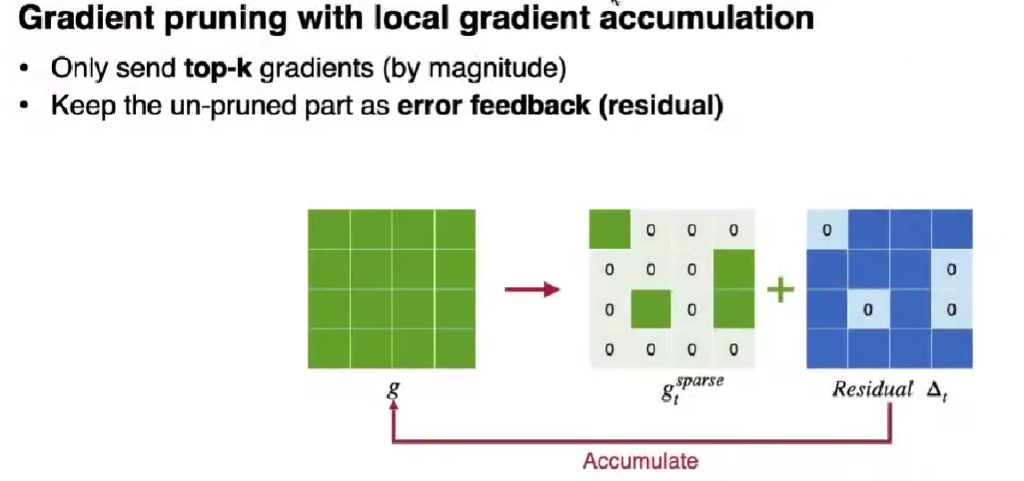 Gradient pruning with local gradient accumulation
• Only send top-k gradients (by magnitude)
• Keep the un-pruned part as error feedback (residual)
0 0 0 0
0 0 0 0
0 0 0
0 0 0 0
+
g
g_t^sparse
Residual Δ_t
Accumulate